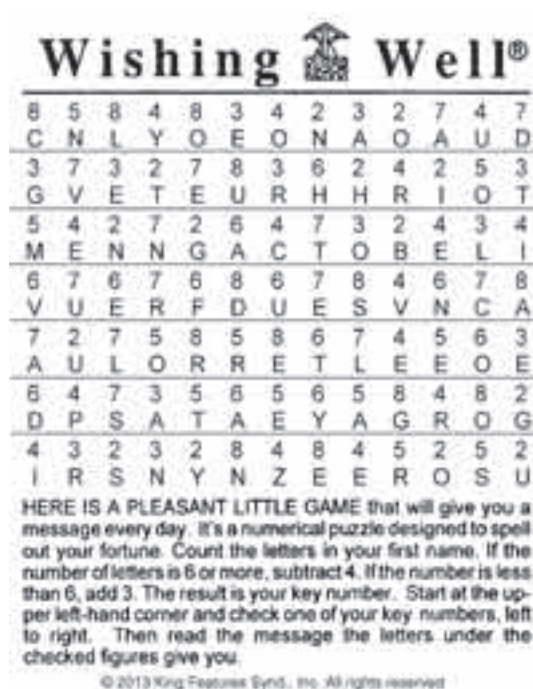 Wishing Well®
8 5 8 4 8 3 4 2 3 2 7 4 7
C N L Y O E O N A O A U D
3 7 3 2 7 8 3 6 2 4 2 5 3
G V E T E U R H H R I O T
5 4 2 7 2 6 4 7 3 2 4 3 4
M E N N G A C T O B E L I
6 7 6 7 6 8 6 7 8 4 6 7 8
V U E R F D U E S V N C A
7 2 7 5 8 5 8 6 7 4 5 6 3
A U L O R R E T L E E O E
6 4 7 3 5 6 5 6 5 8 4 8 2
D P S A T A E Y A G R O G
4 3 2 3 2 8 4 8 4 5 2 5 2
I R S N Y N Z E E R O S U
HERE IS A PLEASANT LITTLE GAME that will give you a
message every day. It's a numerical puzzle designed to spell
out your fortune. Count the letters in your first name. If the
number of letters is 6 or more, subtract 4. If the number is less
than 6, add 3. The result is your key number. Start at the up-
per left-hand corner and check one of your key numbers, left
to right. Then read the message the letters under the
checked figures give you.
© 2013 King Features Synd., Inc. All rights reserved